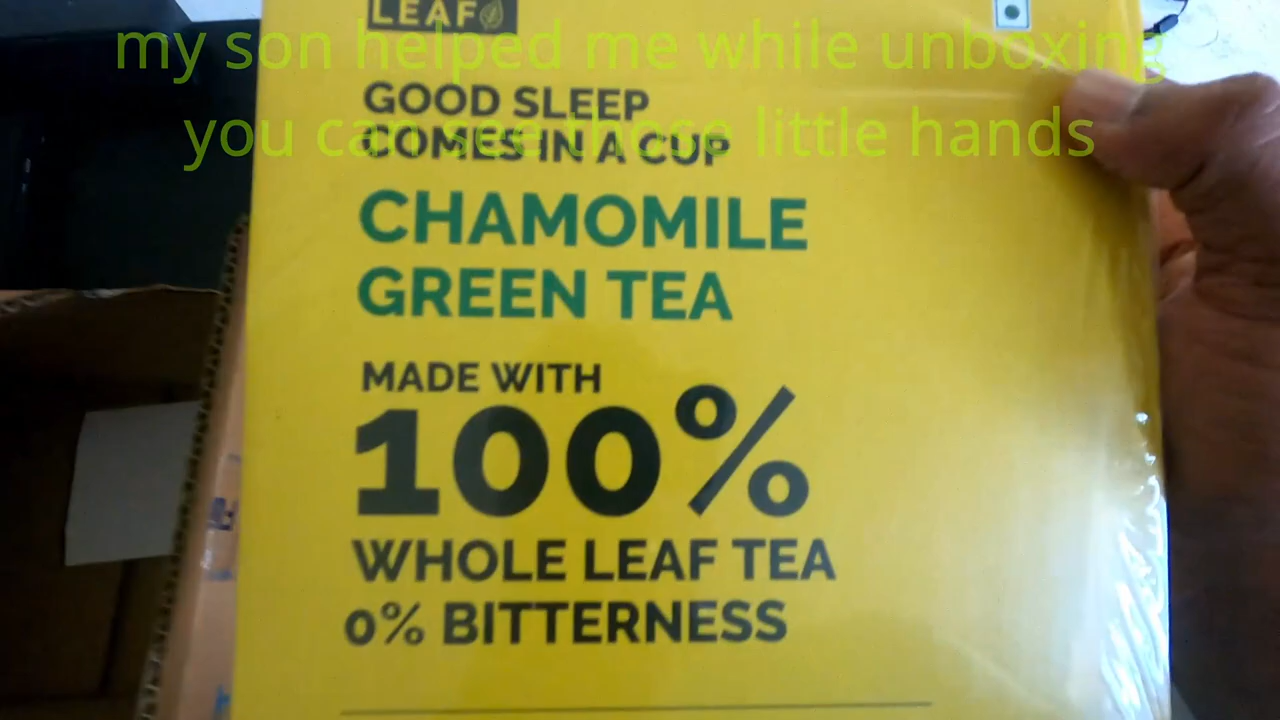 LEAF
my son helped me while unboxing
you can see those little hands
GOOD SLEEP
COMES IN A CUP
CHAMOMILE
GREEN TEA
MADE WITH
100%
WHOLE LEAF TEA
0% BITTERNESS